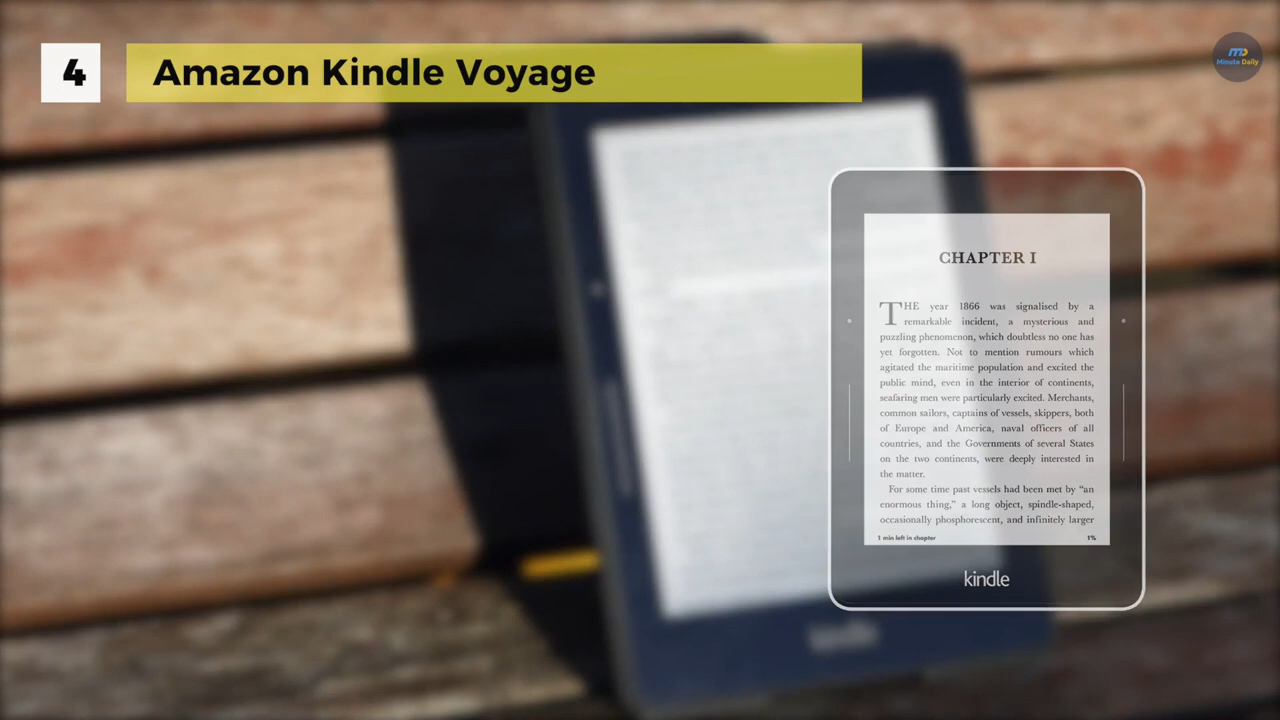 4
Amazon Kindle Voyage
Minute Daily
CHAPTER I
THE year 1866 was signalised by a
remarkable incident, a mysterious and
puzzling phenomenon, which doubtless no one has
yet forgotten. Not to mention rumours which
agitated the maritime population and excited the
public mind, even in the interior of continents,
seafaring men were particularly excited. Merchants,
common sailors, captains of vessels, skippers, both
of Europe and America, naval officers of all
countries, and the Governments of several States
on the two continents, were deeply interested in
the matter.
For some time past vessels had been met by “an
enormous thing,” a long object, spindle-shaped,
occasionally phosphorescent, and infinitely larger
1 min left in chapter 1%
kindle